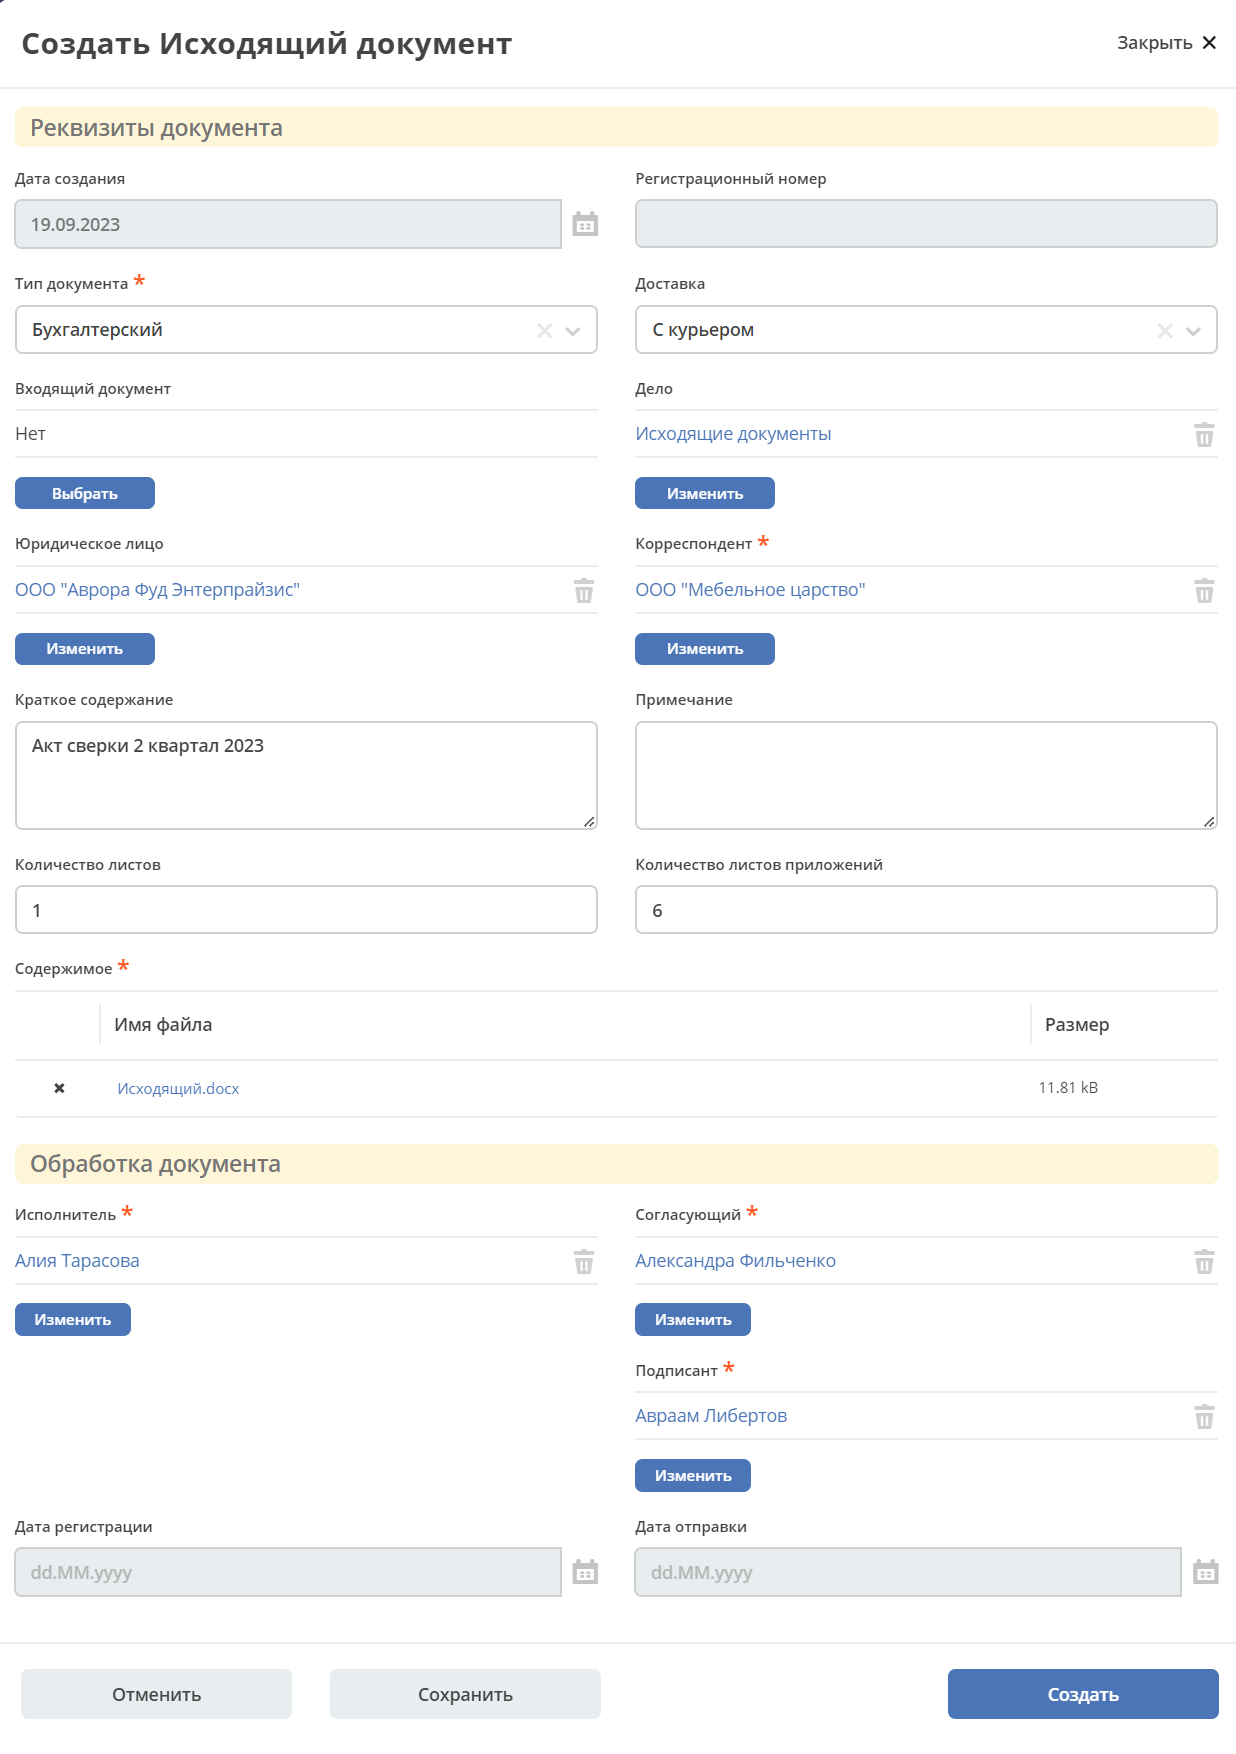 Создать Исходящий документ
Закрыть
Реквизиты документа
Дата создания
Регистрационный номер
19.09.2023
Тип документа *
Доставка
Бухгалтерский
С курьером
Входящий документ
Дело
Нет
Исходящие документы
Выбрать
Изменить
Юридическое лицо
Корреспондент *
ООО "Аврора Фуд Энтерпрайзис"
ООО "Мебельное царство"
Изменить
Изменить
Краткое содержание
Примечание
Акт сверки 2 квартал 2023
Количество листов
Количество листов приложений
1
6
Содержимое *
Имя файла
Размер
Исходящий.docx
11.81 kB
Обработка документа
Исполнитель *
Согласующий *
Алия Тарасова
Александра Фильченко
Изменить
Изменить
Подписант *
Авраам Либертов
Изменить
Дата регистрации
Дата отправки
dd.MM.yyyy
dd.MM.yyyy
Отменить
Сохранить
Создать